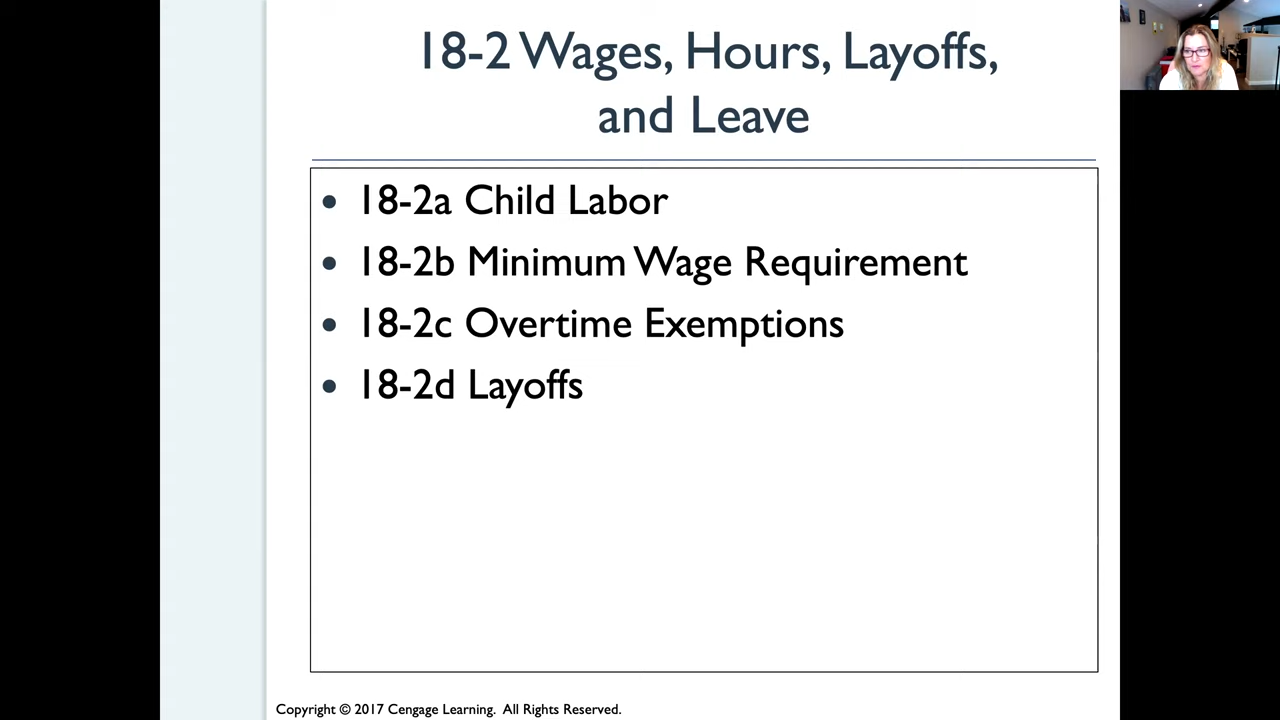 18-2 Wages, Hours, Layoffs,
and Leave
• 18-2a Child Labor
• 18-2b Minimum Wage Requirement
• 18-2c Overtime Exemptions
• 18-2d Layoffs
Copyright © 2017 Cengage Learning. All Rights Reserved.